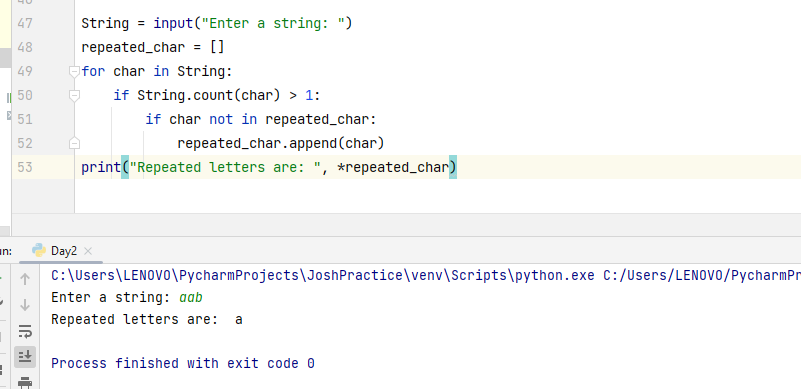 47 String = input("Enter a string: ")
48 repeated_char = []
49 for char in String:
50     if String.count(char) > 1:
51         if char not in repeated_char:
52             repeated_char.append(char)
53 print("Repeated letters are: ", *repeated_char)
un: Day2
C:\Users\LENOVO\PycharmProjects\JoshPractice\venv\Scripts\python.exe C:/Users/LENOVO/PycharmPr
Enter a string: aab
Repeated letters are:  a
Process finished with exit code 0